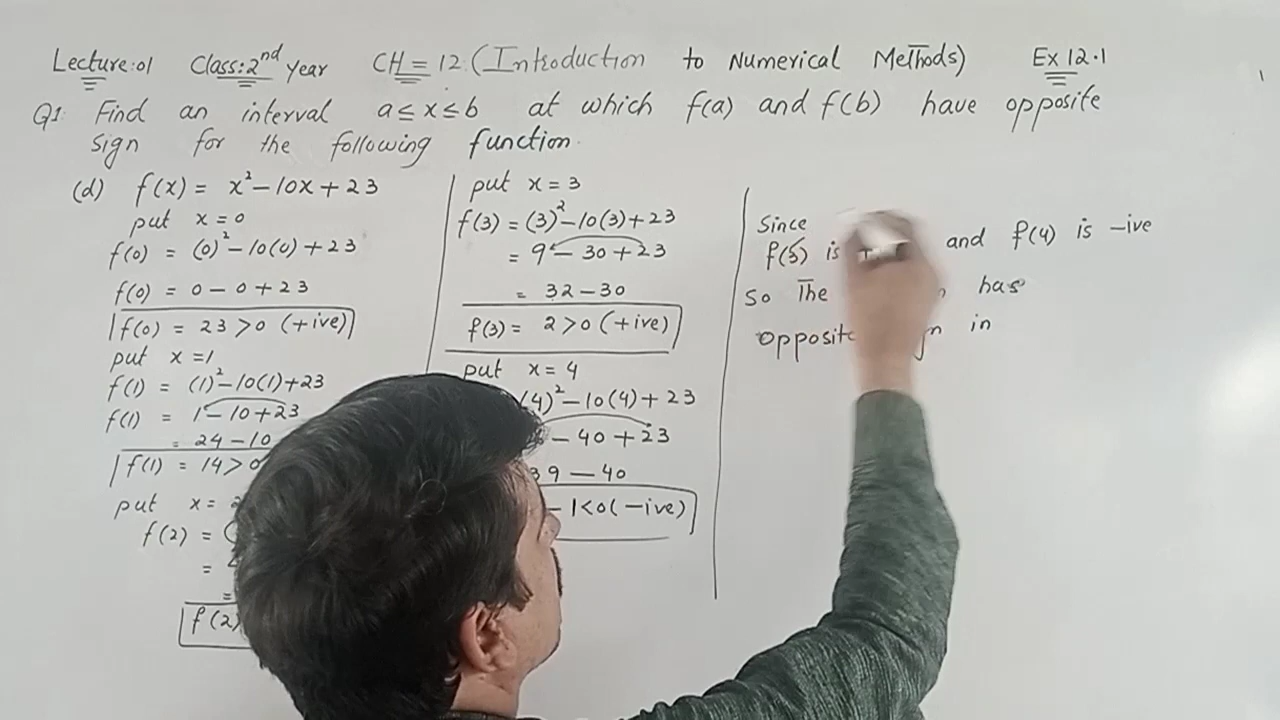 Lecture:01 Class:2nd year CH=12 (Introduction to Numerical Methods) Ex 12.1
Q1. Find an interval a≤x≤b at which f(a) and f(b) have opposite
sign for the following function.
(d) f(x) = x²-10x+23
put x=0
f(0) = (0)²-10(0)+23
f(0) = 0-0+23
f(0) = 23>0 (+ive)
put x=1
f(1) = (1)²-10(1)+23
f(1) = 1-10+23
= 24-10
f(1) = 14>0
put x=
f(2) = (
=
=
f(2)
put x=3
f(3) = (3)²-10(3)+23
= 9-30+23
= 32-30
f(3) = 2>0 (+ive)
put x=4
(4)²-10(4)+23
-40+23
39-40
-1<0(-ive)
Since
f(3) is and f(4) is -ive
So The has
opposite in